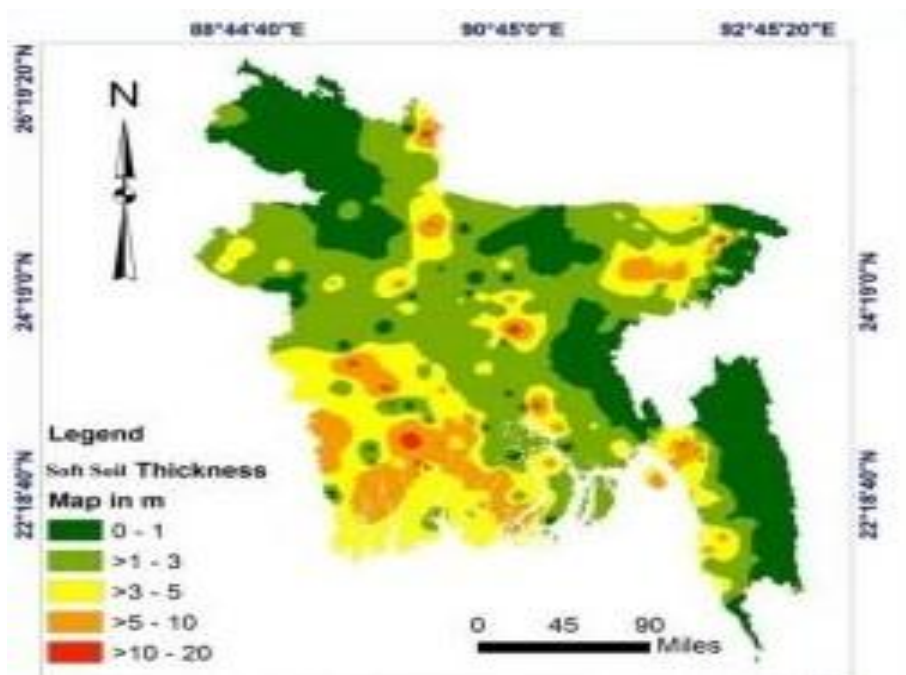 88°44'40"E 90°45'0"E 92°45'20"E
26°19'20"N
N
24°19'0"N
24°19'0"N
Legend
Soft Soil Thickness
Map in m
22°18'40"N
22°18'40"N
0 - 1
>1 - 3
>3 - 5
>5 - 10
>10 - 20
0 45 90
Miles